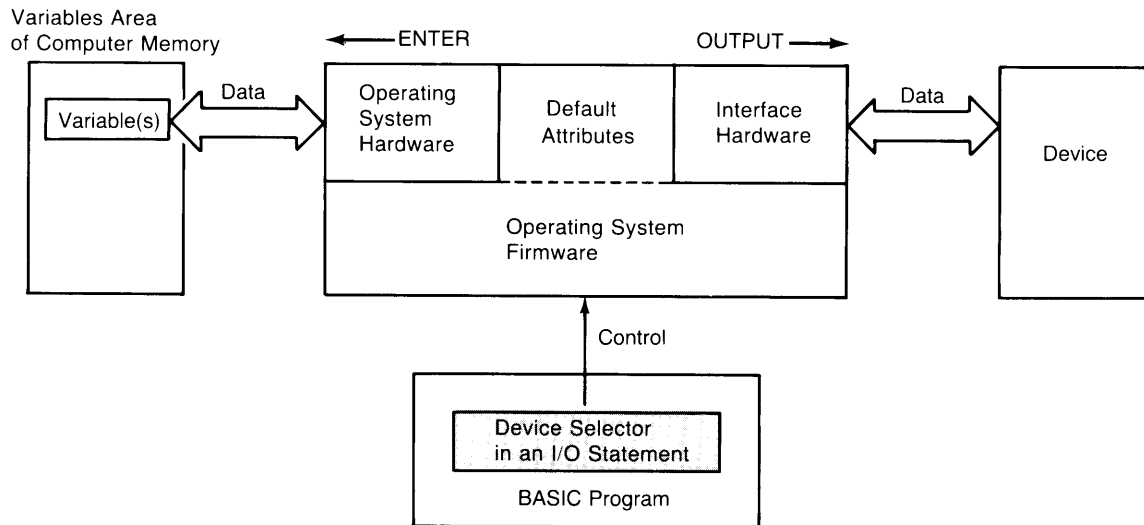 Variables Area
of Computer Memory
ENTER
OUTPUT
Data
Variable(s)
Operating
System
Hardware
Default
Attributes
Interface
Hardware
Data
Device
Operating System
Firmware
Control
Device Selector
in an I/O Statement
BASIC Program